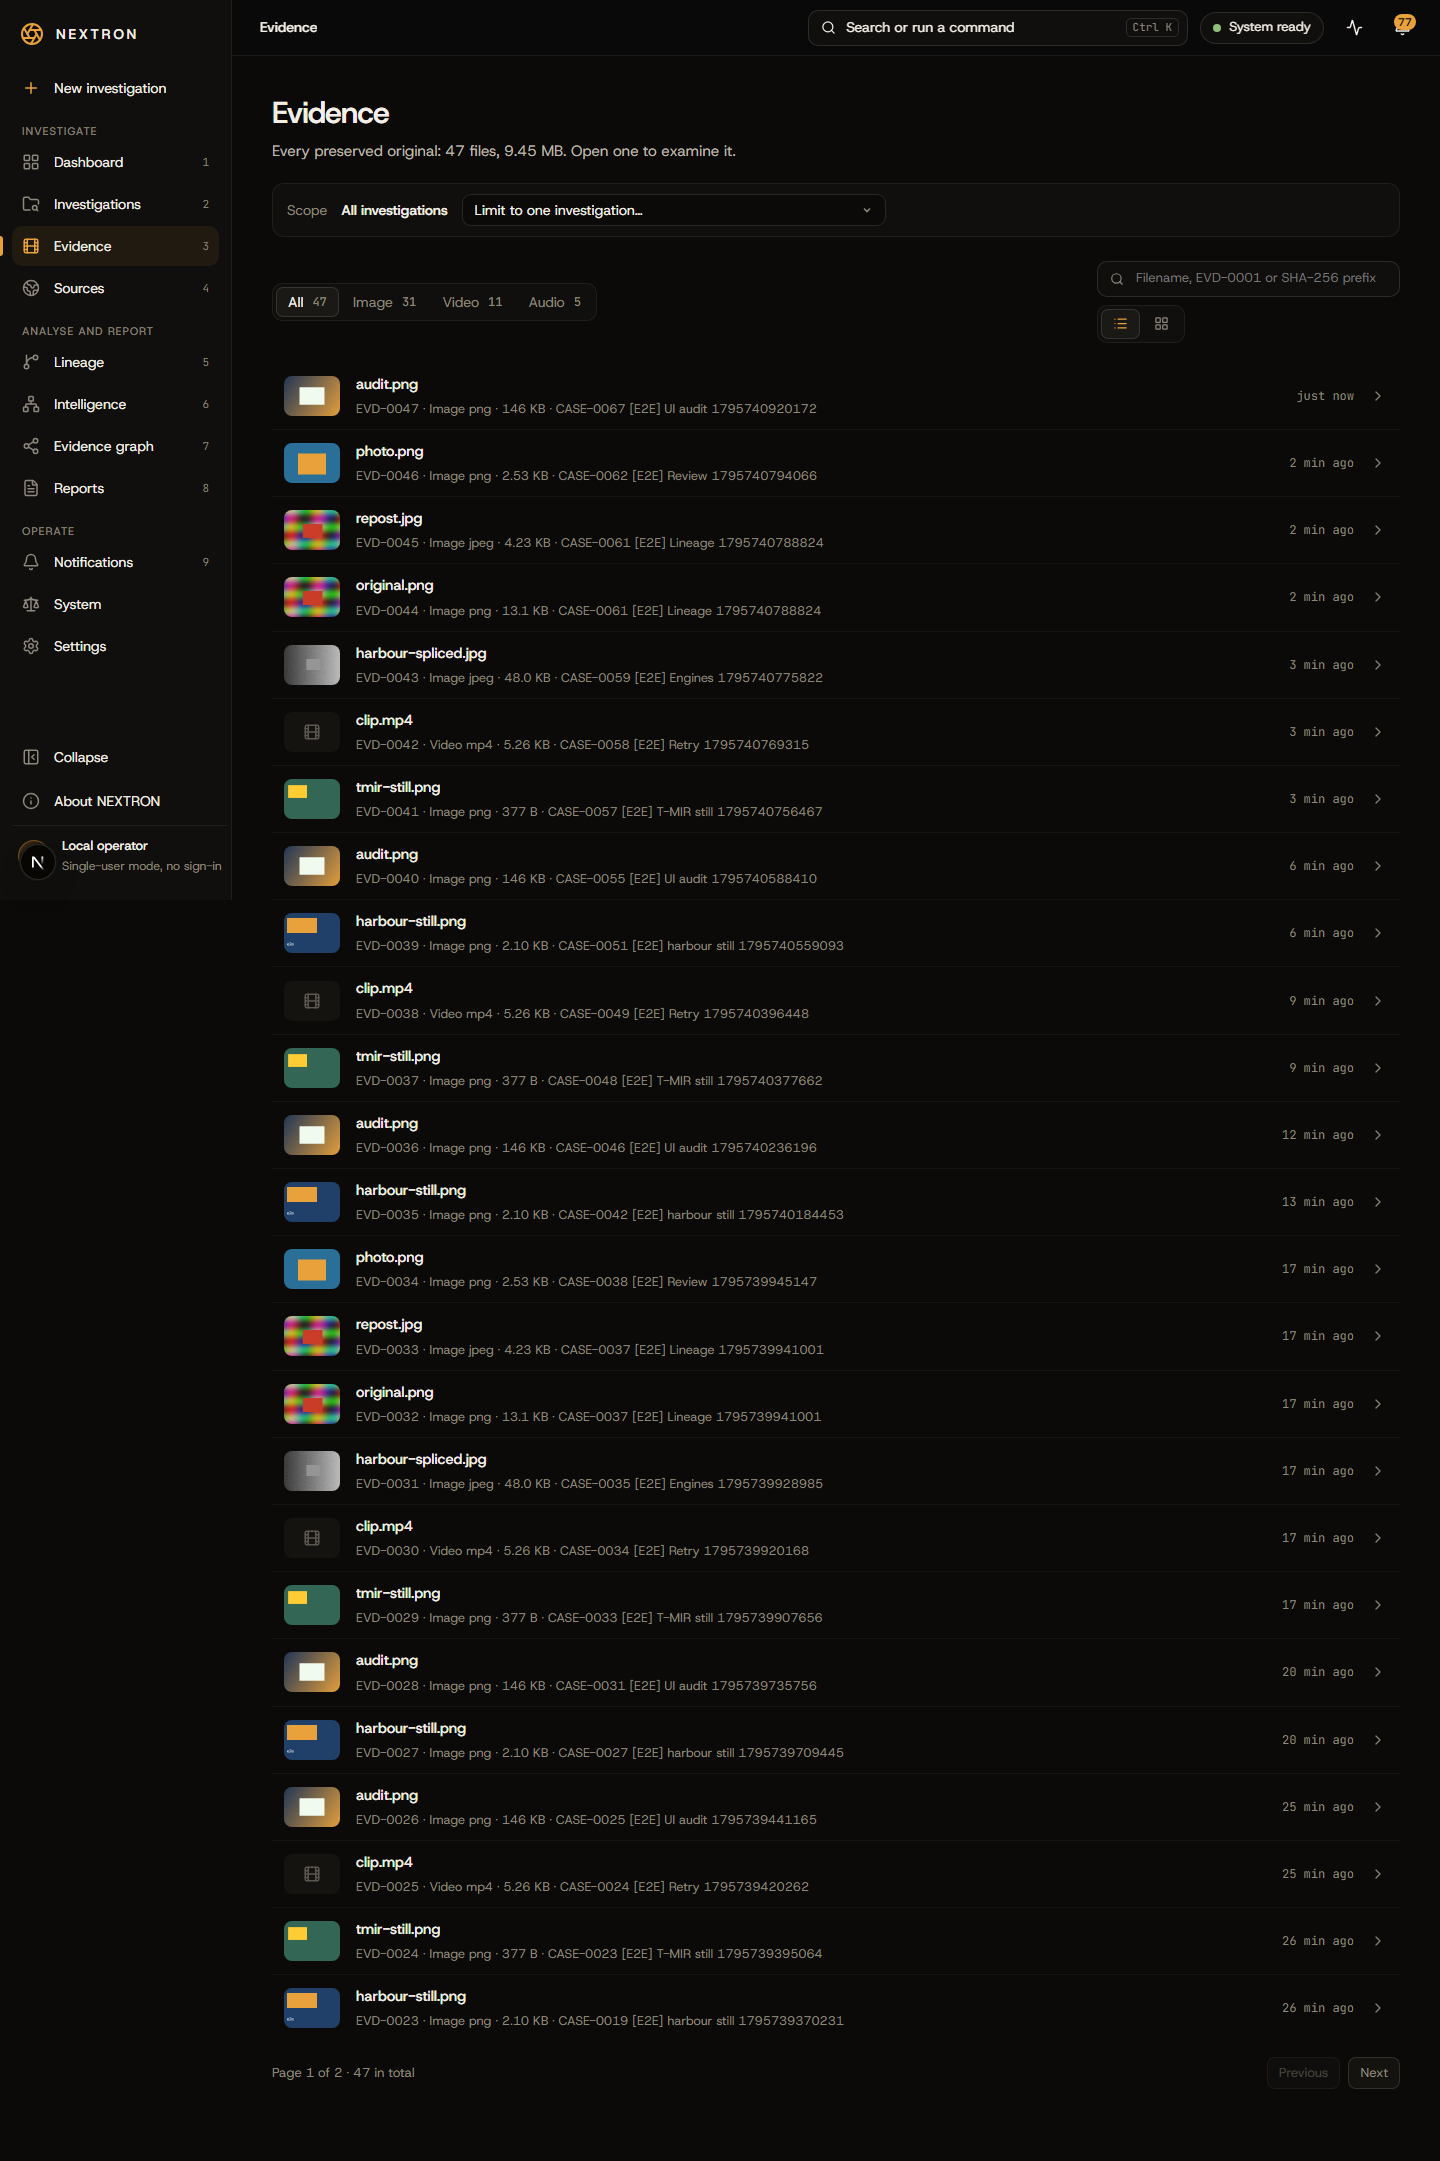 NEXTRON
New investigation
INVESTIGATE
Dashboard 1
Investigations 2
Evidence 3
Sources 4
ANALYSE AND REPORT
Lineage 5
Intelligence 6
Evidence graph 7
Reports 8
OPERATE
Notifications 9
System
Settings
Collapse
About NEXTRON
N
Local operator
Single-user mode, no sign-in
Evidence
Search or run a command Ctrl K
System ready
77
Evidence
Every preserved original: 47 files, 9.45 MB. Open one to examine it.
Scope All investigations Limit to one investigation…
All 47 Image 31 Video 11 Audio 5
Filename, EVD-0001 or SHA-256 prefix
audit.png
EVD-0047 · Image png · 146 KB · CASE-0067 [E2E] UI audit 1795740920172
just now
photo.png
EVD-0046 · Image png · 2.53 KB · CASE-0062 [E2E] Review 1795740794066
2 min ago
repost.jpg
EVD-0045 · Image jpeg · 4.23 KB · CASE-0061 [E2E] Lineage 1795740788824
2 min ago
original.png
EVD-0044 · Image png · 13.1 KB · CASE-0061 [E2E] Lineage 1795740788824
2 min ago
harbour-spliced.jpg
EVD-0043 · Image jpeg · 48.0 KB · CASE-0059 [E2E] Engines 1795740775822
3 min ago
clip.mp4
EVD-0042 · Video mp4 · 5.26 KB · CASE-0058 [E2E] Retry 1795740769315
3 min ago
tmir-still.png
EVD-0041 · Image png · 377 B · CASE-0057 [E2E] T-MIR still 1795740756467
3 min ago
audit.png
EVD-0040 · Image png · 146 KB · CASE-0055 [E2E] UI audit 1795740588410
6 min ago
harbour-still.png
EVD-0039 · Image png · 2.10 KB · CASE-0051 [E2E] harbour still 1795740559093
6 min ago
clip.mp4
EVD-0038 · Video mp4 · 5.26 KB · CASE-0049 [E2E] Retry 1795740396448
9 min ago
tmir-still.png
EVD-0037 · Image png · 377 B · CASE-0048 [E2E] T-MIR still 1795740377662
9 min ago
audit.png
EVD-0036 · Image png · 146 KB · CASE-0046 [E2E] UI audit 1795740236196
12 min ago
harbour-still.png
EVD-0035 · Image png · 2.10 KB · CASE-0042 [E2E] harbour still 1795740184453
13 min ago
photo.png
EVD-0034 · Image png · 2.53 KB · CASE-0038 [E2E] Review 1795739945147
17 min ago
repost.jpg
EVD-0033 · Image jpeg · 4.23 KB · CASE-0037 [E2E] Lineage 1795739941001
17 min ago
original.png
EVD-0032 · Image png · 13.1 KB · CASE-0037 [E2E] Lineage 1795739941001
17 min ago
harbour-spliced.jpg
EVD-0031 · Image jpeg · 48.0 KB · CASE-0035 [E2E] Engines 1795739928985
17 min ago
clip.mp4
EVD-0030 · Video mp4 · 5.26 KB · CASE-0034 [E2E] Retry 1795739920168
17 min ago
tmir-still.png
EVD-0029 · Image png · 377 B · CASE-0033 [E2E] T-MIR still 1795739907656
17 min ago
audit.png
EVD-0028 · Image png · 146 KB · CASE-0031 [E2E] UI audit 1795739735756
20 min ago
harbour-still.png
EVD-0027 · Image png · 2.10 KB · CASE-0027 [E2E] harbour still 1795739709445
20 min ago
audit.png
EVD-0026 · Image png · 146 KB · CASE-0025 [E2E] UI audit 1795739441165
25 min ago
clip.mp4
EVD-0025 · Video mp4 · 5.26 KB · CASE-0024 [E2E] Retry 1795739420262
25 min ago
tmir-still.png
EVD-0024 · Image png · 377 B · CASE-0023 [E2E] T-MIR still 1795739395064
26 min ago
harbour-still.png
EVD-0023 · Image png · 2.10 KB · CASE-0019 [E2E] harbour still 1795739370231
26 min ago
Page 1 of 2 · 47 in total
Previous Next